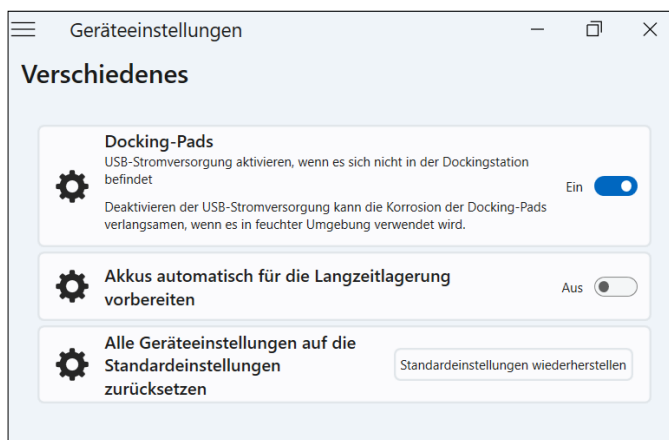 Geräteeinstellungen
Verschiedenes
Docking-Pads
USB-Stromversorgung aktivieren, wenn es sich nicht in der Dockingstation
befindet
Ein
Deaktivieren der USB-Stromversorgung kann die Korrosion der Docking-Pads
verlangsamen, wenn es in feuchter Umgebung verwendet wird.
Akkus automatisch für die Langzeitlagerung
vorbereiten
Aus
Alle Geräteeinstellungen auf die
Standardeinstellungen
zurücksetzen
Standardeinstellungen wiederherstellen